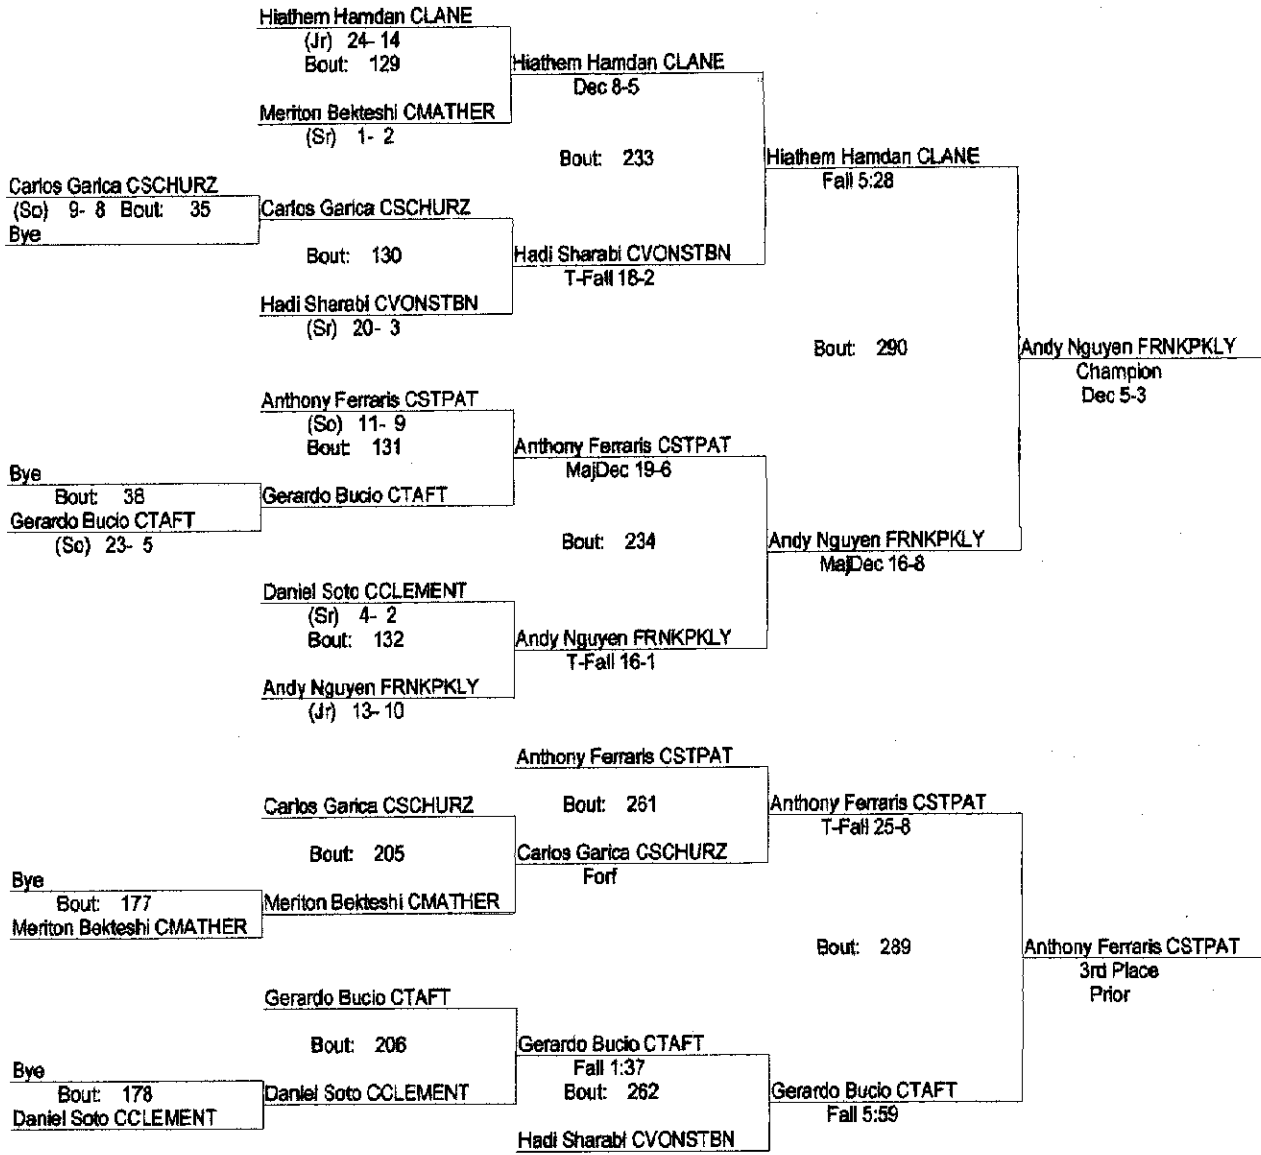 Hiathem Hamdan CLANE
(Jr) 24- 14
Bout: 129
Hiathem Hamdan CLANE
Dec 8-5
Meriton Bekteshi CMATHER
(Sr) 1- 2
Bout: 233
Hiathem Hamdan CLANE
Fall 5:28
Carlos Garica CSCHURZ
(So) 9- 8 Bout: 35
Bye
Carlos Garica CSCHURZ
Bout: 130
Hadi Sharabi CVONSTBN
T-Fall 18-2
Hadi Sharabi CVONSTBN
(Sr) 20- 3
Bout: 290
Andy Nguyen FRNKPKLY
Champion
Dec 5-3
Anthony Ferraris CSTPAT
(So) 11- 9
Bout: 131
Anthony Ferraris CSTPAT
MajDec 19-6
Bye
Bout: 38
Gerardo Bucio CTAFT
(So) 23- 5
Gerardo Bucio CTAFT
Bout: 234
Andy Nguyen FRNKPKLY
MajDec 16-8
Daniel Soto CCLEMENT
(Sr) 4- 2
Bout: 132
Andy Nguyen FRNKPKLY
T-Fall 16-1
Andy Nguyen FRNKPKLY
(Jr) 13- 10
Anthony Ferraris CSTPAT
Carlos Garica CSCHURZ
Bout: 261
Anthony Ferraris CSTPAT
T-Fall 25-8
Bout: 205
Carlos Garica CSCHURZ
Forf
Bye
Bout: 177
Meriton Bekteshi CMATHER
Meriton Bekteshi CMATHER
Bout: 289
Anthony Ferraris CSTPAT
3rd Place
Prior
Gerardo Bucio CTAFT
Bout: 206
Gerardo Bucio CTAFT
Fall 1:37
Bout: 262
Bye
Bout: 178
Daniel Soto CCLEMENT
Daniel Soto CCLEMENT
Gerardo Bucio CTAFT
Fall 5:59
Hadi Sharabi CVONSTBN